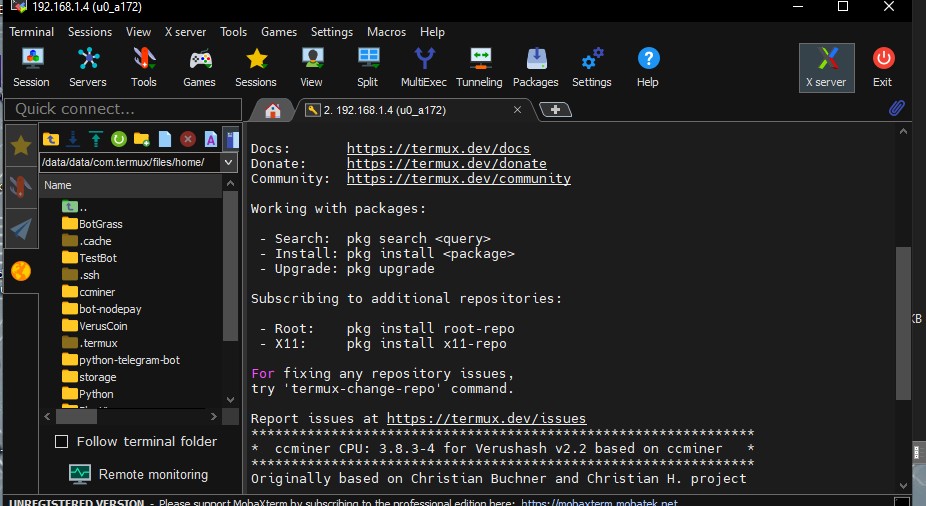 192.168.1.4 (u0_a172)
Terminal Sessions View X server Tools Games Settings Macros Help
Session Servers Tools Games Sessions View Split MultiExec Tunneling Packages Settings Help X server Exit
Quick connect...
2. 192.168.1.4 (u0_a172)
/data/data/com.termux/files/home/
Name
..
BotGrass
.cache
TestBot
.ssh
ccminer
bot-nodepay
VerusCoin
.termux
python-telegram-bot
storage
Python
Follow terminal folder
Remote monitoring
Docs: https://termux.dev/docs
Donate: https://termux.dev/donate
Community: https://termux.dev/community
Working with packages:
- Search: pkg search <query>
- Install: pkg install <package>
- Upgrade: pkg upgrade
Subscribing to additional repositories:
- Root: pkg install root-repo
- X11: pkg install x11-repo
For fixing any repository issues,
try 'termux-change-repo' command.
Report issues at https://termux.dev/issues
***************************************************************
* ccminer CPU: 3.8.3-4 for Verushash v2.2 based on ccminer *
***************************************************************
Originally based on Christian Buchner and Christian H. project
KB
UNREGISTERED VERSION - Please support MobaXterm by subscribing to the professional edition here: https://mobaxterm.mobatek.net